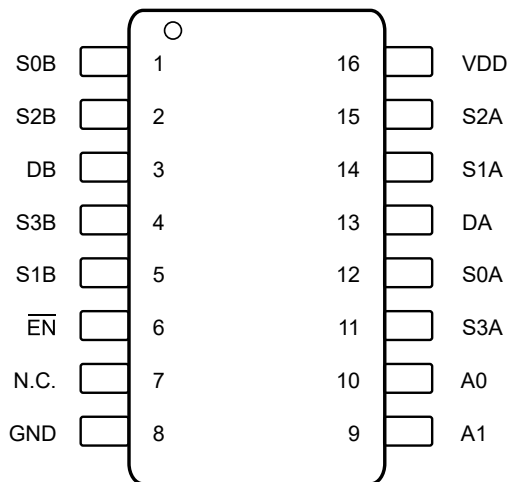 S0B 1 16 VDD
S2B 2 15 S2A
DB 3 14 S1A
S3B 4 13 DA
S1B 5 12 S0A
EN 6 11 S3A
N.C. 7 10 A0
GND 8 9 A1